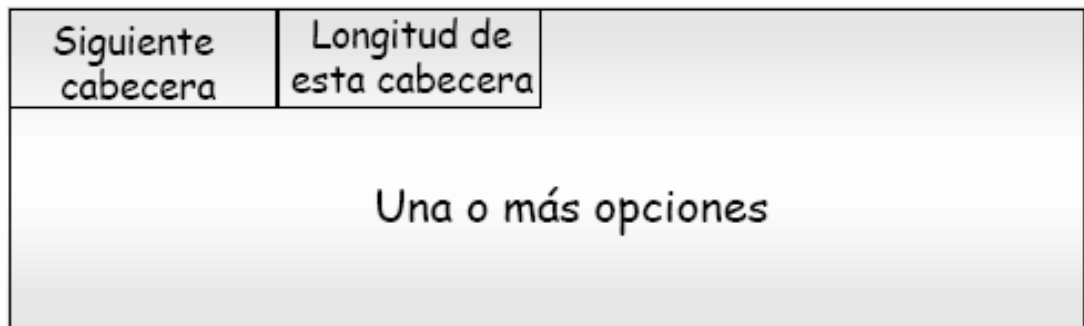 Siguiente
cabecera
Longitud de
esta cabecera
Una o más opciones